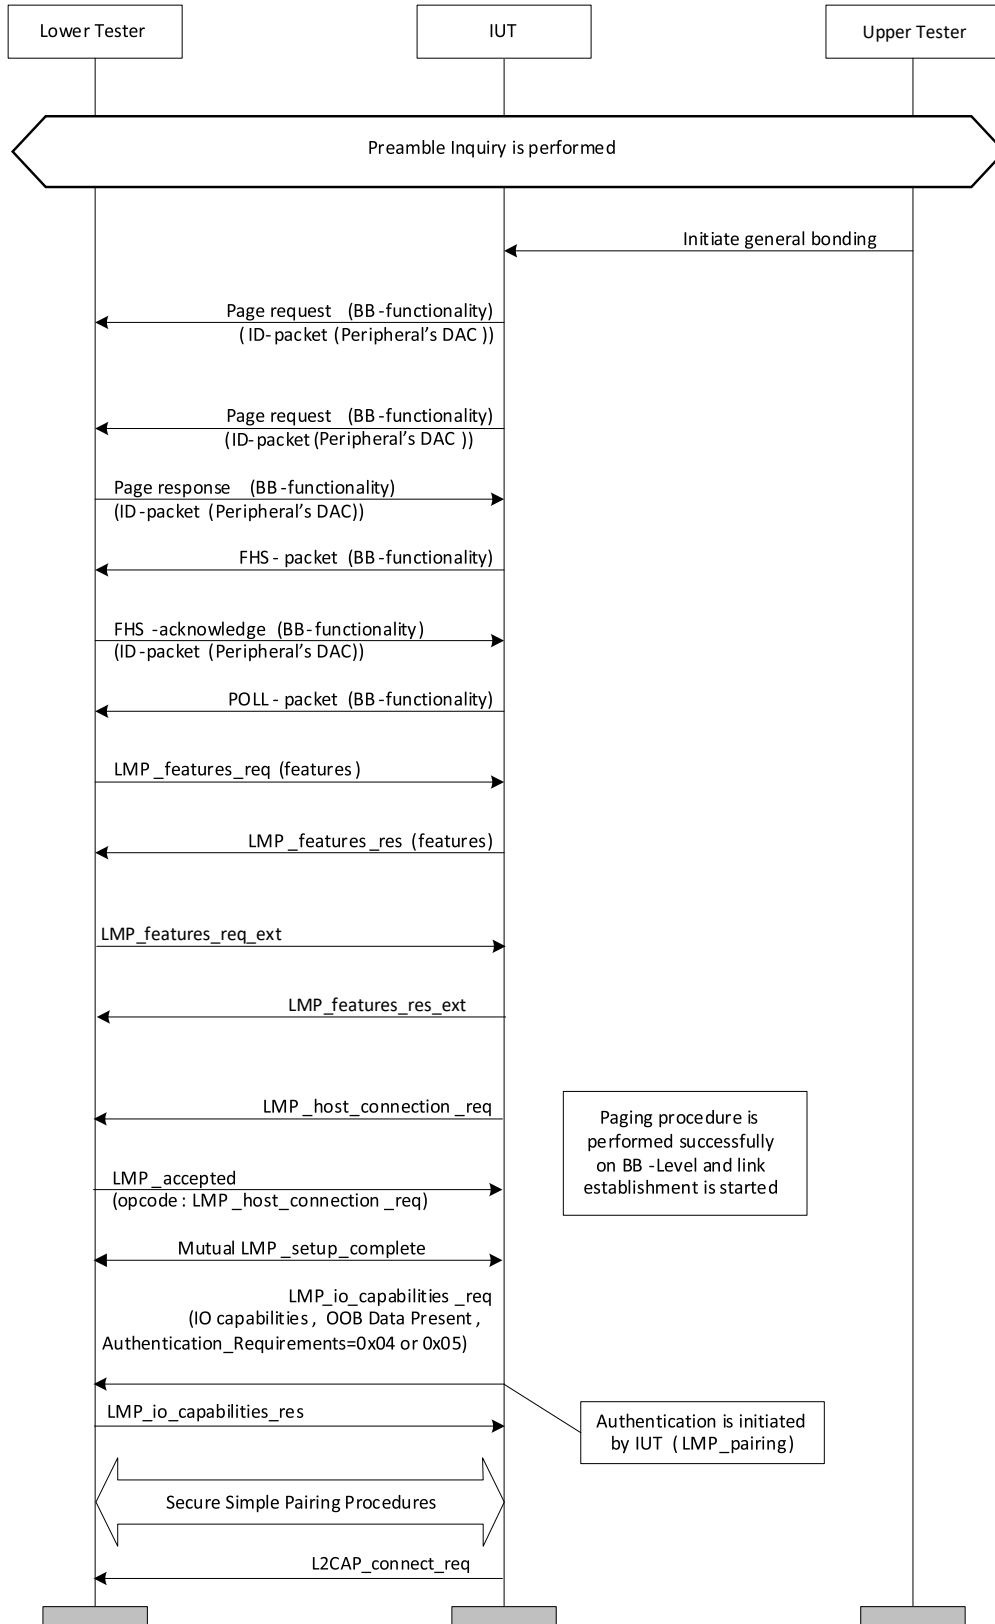 Lower Tester
IUT
Upper Tester
Preamble Inquiry is performed
Initiate general bonding
Page request (BB-functionality)
(ID-packet (Peripheral's DAC ))
Page request (BB-functionality)
(ID-packet (Peripheral's DAC ))
Page response (BB-functionality)
(ID-packet (Peripheral's DAC))
FHS - packet (BB-functionality)
FHS -acknowledge (BB-functionality)
(ID-packet (Peripheral's DAC))
POLL - packet (BB-functionality)
LMP_features_req (features)
LMP_features_res (features)
LMP_features_req_ext
LMP_features_res_ext
LMP_host_connection_req
Paging procedure is
performed successfully
on BB -Level and link
establishment is started
LMP_accepted
(opcode : LMP_host_connection_req)
Mutual LMP_setup_complete
LMP_io_capabilities_req
(IO capabilities , OOB Data Present ,
Authentication_Requirements=0x04 or 0x05)
LMP_io_capabilities_res
Authentication is initiated
by IUT (LMP_pairing)
Secure Simple Pairing Procedures
L2CAP_connect_req